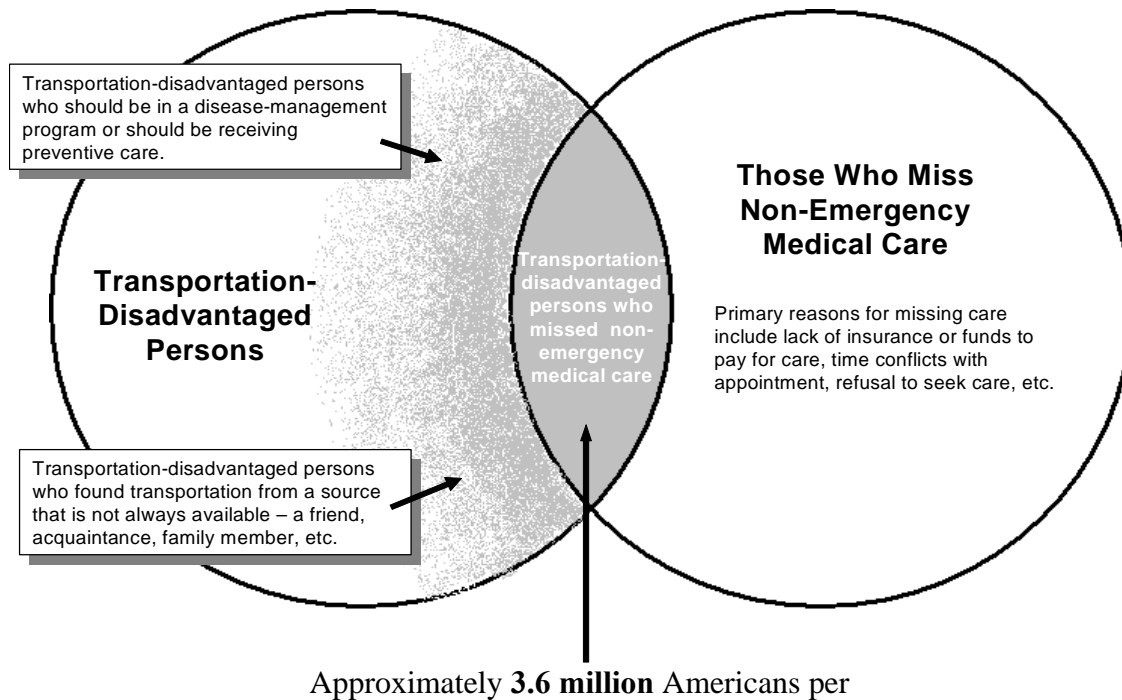 Transportation-disadvantaged persons
who should be in a disease-management
program or should be receiving
preventive care.
Transportation-
Disadvantaged
Persons
Transportation-disadvantaged persons
who found transportation from a source
that is not always available – a friend,
acquaintance, family member, etc.
Transportation-
disadvantaged
persons who
missed non-
emergency
medical care
Those Who Miss
Non-Emergency
Medical Care
Primary reasons for missing care
include lack of insurance or funds to
pay for care, time conflicts with
appointment, refusal to seek care, etc.
Approximately 3.6 million Americans per